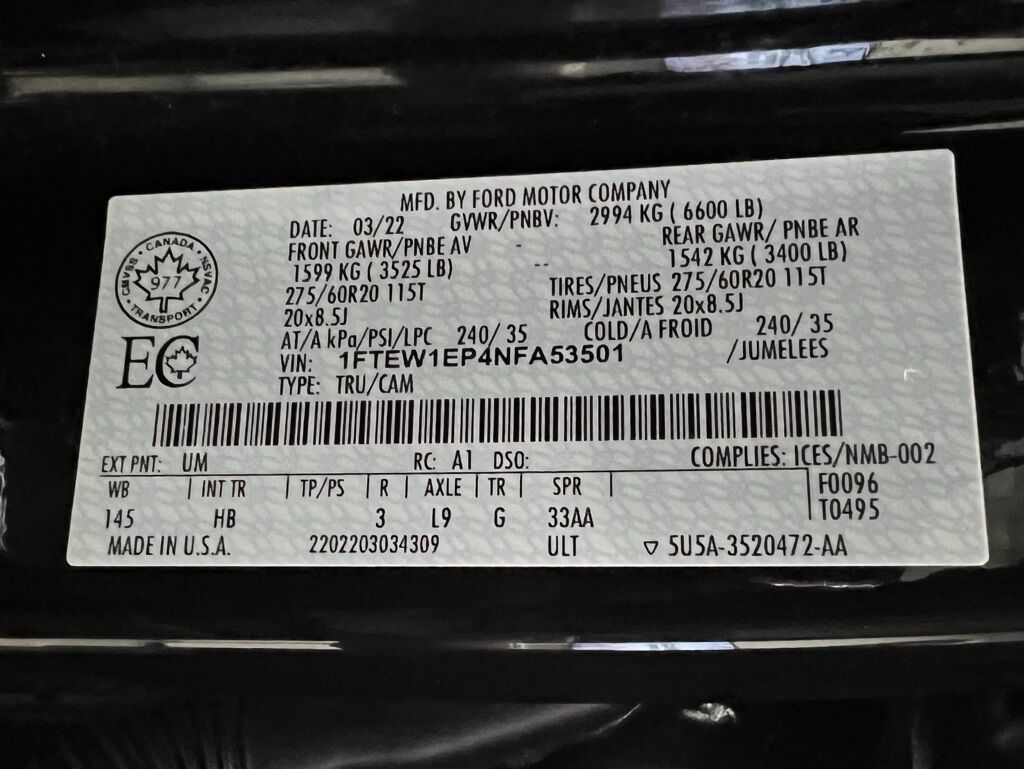 MFD. BY FORD MOTOR COMPANY
DATE: 03/22 GVWR/PNBV: 2994 KG ( 6600 LB)
FRONT GAWR/PNBE AV - REAR GAWR/ PNBE AR
1599 KG ( 3525 LB) -- 1542 KG ( 3400 LB)
275/60R20 115T TIRES/PNEUS 275/60R20 115T
20x8.5J RIMS/JANTES 20x8.5J
AT/A kPa/PSI/LPC 240/ 35 COLD/A FROID 240/ 35
VIN: 1FTEW1EP4NFA53501 /JUMELEES
TYPE: TRU/CAM
CMVSS · CANADA · NSVAC · TRANSPORT ·
977
EC
EXT PNT: UM RC: A1 DSO: COMPLIES: ICES/NMB-002
WB | INT TR | TP/PS | R | AXLE | TR | SPR | F0096
145 HB 3 L9 G 33AA T0495
MADE IN U.S.A. 2202203034309 ULT ▽ 5U5A-3520472-AA